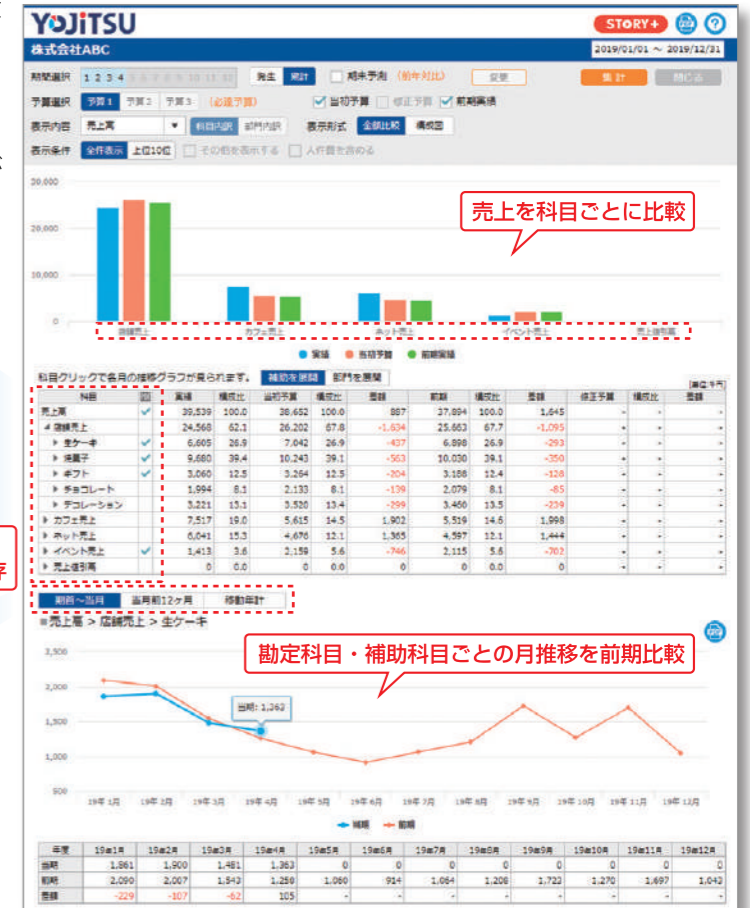 YOJiTSU
STORY+ ?
株式会社ABC 2019/01/01 ～ 2019/12/31
期間選択 1 2 3 4 5 6 7 8 9 10 11 12 発生 累計 期末予測 (前年対比) 変更 集計 閉じる
予算選択 予算1 予算2 予算3 (必達予算) 当初予算 修正予算 前期実績
表示内容 売上高 科目内訳 部門内訳 表示形式 金額比較 構成図
表示条件 全件表示 上位10位 その他を表示する 人件費を含める
30,000
売上を科目ごとに比較
20,000
10,000
0
店舗売上 カフェ売上 ネット売上 イベント売上 売上値引高
実績 当初予算 前期実績
科目クリックで各月の推移グラフが見られます。 補助を展開 部門を展開
[単位:千円]
科目 実績 構成比 当初予算 構成比 差額 前期 構成比 差額 修正予算 構成比 差額
売上高 39,539 100.0 38,652 100.0 887 37,894 100.0 1,645 - - -
店舗売上 24,568 62.1 26,202 67.8 -1,634 25,663 67.7 -1,095 - - -
生ケーキ 6,605 26.9 7,042 26.9 -437 6,898 26.9 -293 - - -
焼菓子 9,680 39.4 10,243 39.1 -563 10,030 39.1 -350 - - -
ギフト 3,060 12.5 3,264 12.5 -204 3,188 12.4 -128 - - -
チョコレート 1,994 8.1 2,133 8.1 -139 2,079 8.1 -85 - - -
デコレーション 3,221 13.1 3,520 13.4 -299 3,460 13.5 -239 - - -
カフェ売上 7,517 19.0 5,615 14.5 1,902 5,519 14.6 1,998 - - -
ネット売上 6,041 15.3 4,676 12.1 1,365 4,597 12.1 1,444 - - -
イベント売上 1,413 3.6 2,159 5.6 -746 2,115 5.6 -702 - - -
売上値引高 0 0.0 0 0.0 0 0 0.0 0 - - -
存
期首～当月 当月前12ヶ月 移動年計
■売上高 > 店舗売上 > 生ケーキ
勘定科目・補助科目ごとの月推移を前期比較
2,500
2,000
当期: 1,363
1,500
1,000
500
19年1月 19年2月 19年3月 19年4月 19年5月 19年6月 19年7月 19年8月 19年9月 19年10月 19年11月 19年12月
当期 前期
年度 19年1月 19年2月 19年3月 19年4月 19年5月 19年6月 19年7月 19年8月 19年9月 19年10月 19年11月 19年12月
当期 1,861 1,900 1,481 1,363 0 0 0 0 0 0 0 0
前期 2,090 2,007 1,543 1,258 1,060 914 1,064 1,208 1,723 1,270 1,697 1,043
差額 -229 -107 -62 105 - - - - - - - -